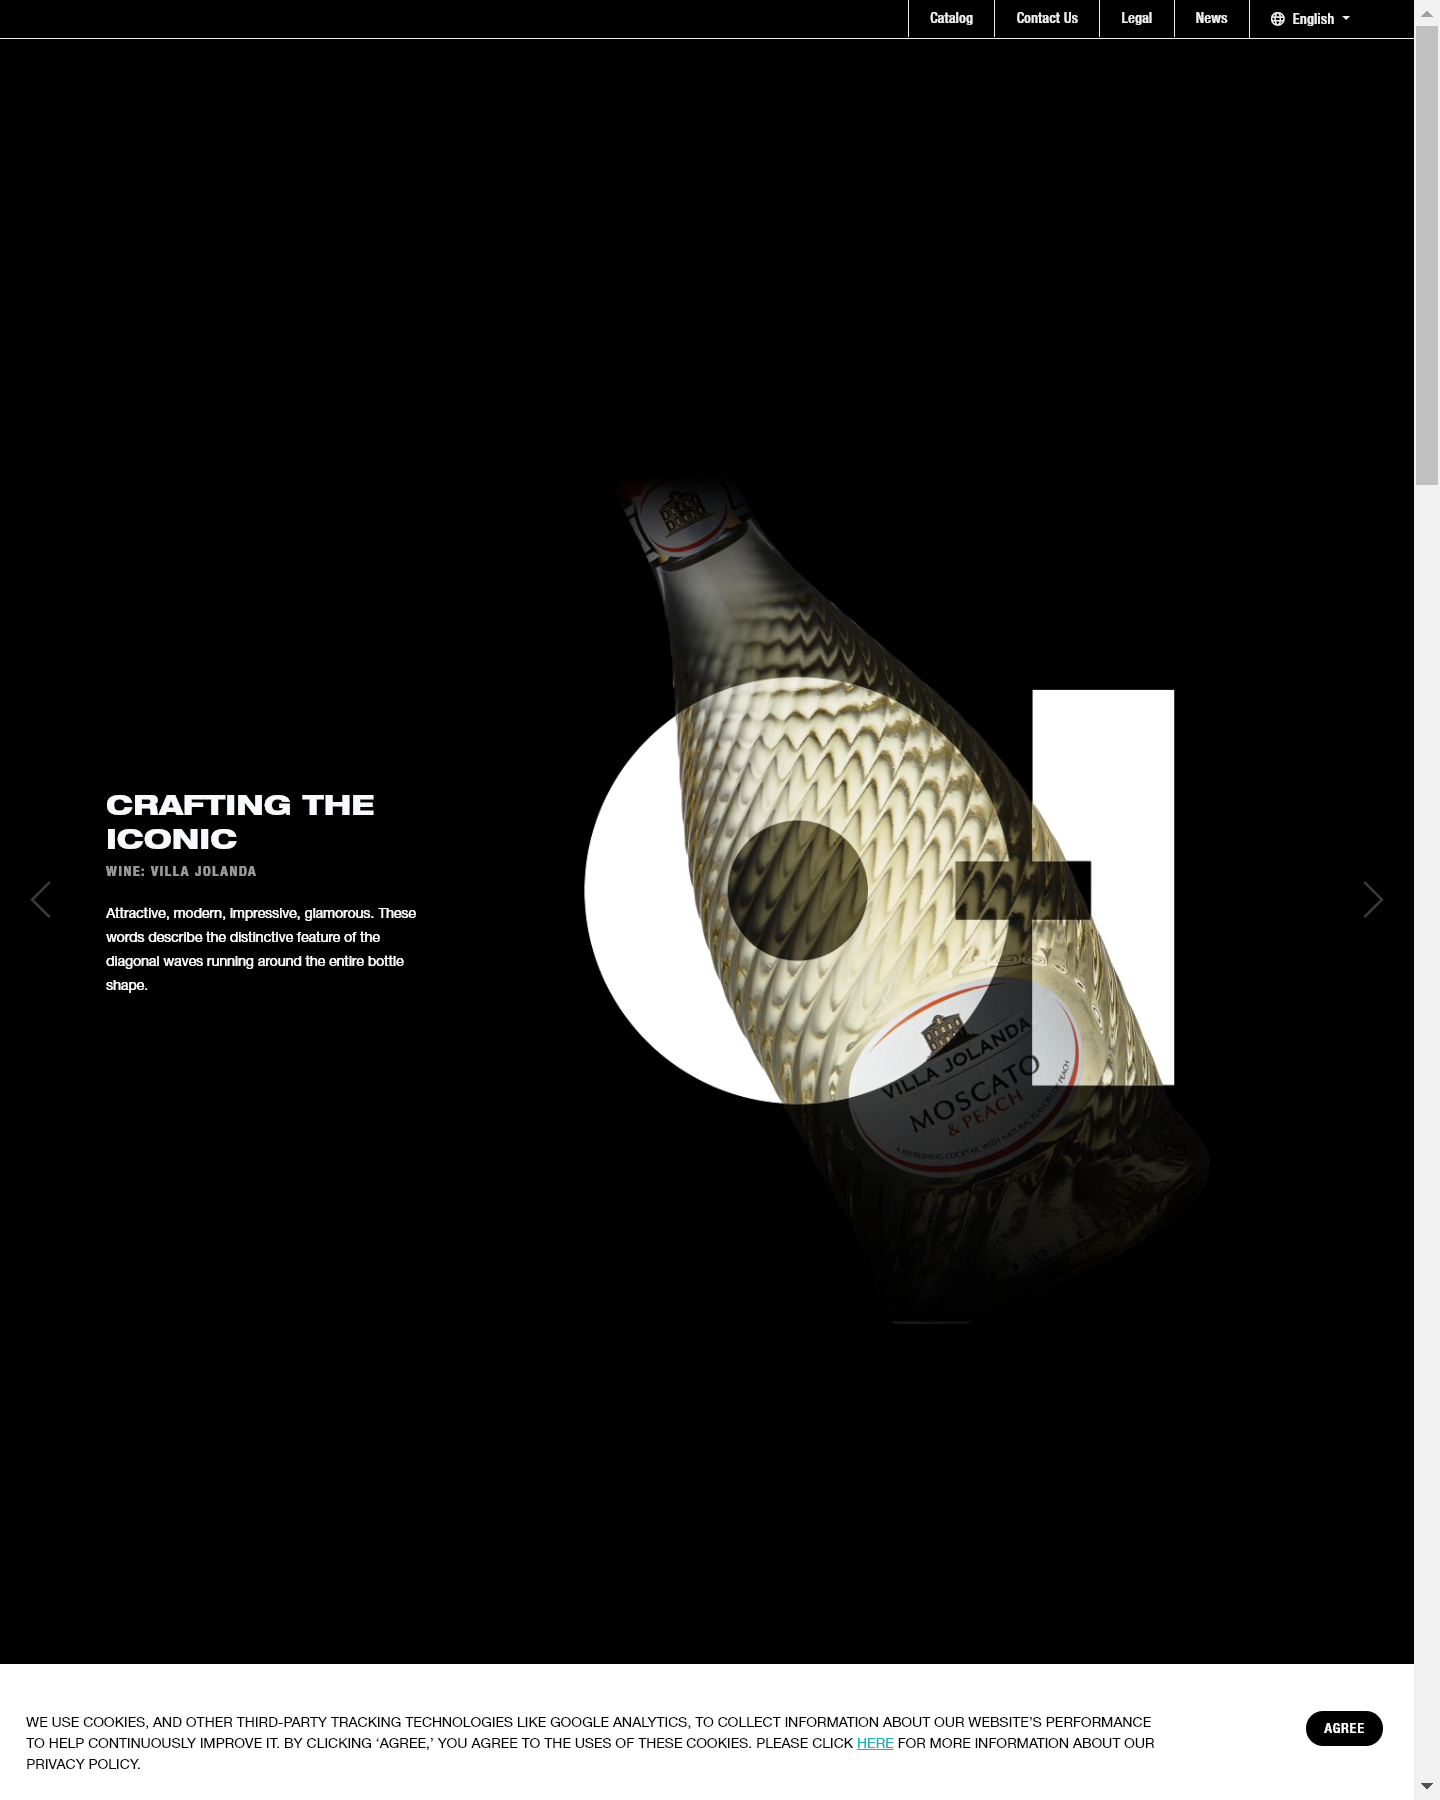 Catalog
Contact Us
Legal
News
English
CRAFTING THE
ICONIC
WINE: VILLA JOLANDA
Attractive, modern, impressive, glamorous. These
words describe the distinctive feature of the
diagonal waves running around the entire bottle
shape.
VILLA JOLANDA
MOSCATO
& PEACH
A REFRESHING COCKTAIL WITH NATURAL FLAVORS OF PEACH
WE USE COOKIES, AND OTHER THIRD-PARTY TRACKING TECHNOLOGIES LIKE GOOGLE ANALYTICS, TO COLLECT INFORMATION ABOUT OUR WEBSITE’S PERFORMANCE
TO HELP CONTINUOUSLY IMPROVE IT. BY CLICKING ‘AGREE,’ YOU AGREE TO THE USES OF THESE COOKIES. PLEASE CLICK HERE FOR MORE INFORMATION ABOUT OUR
PRIVACY POLICY.
AGREE